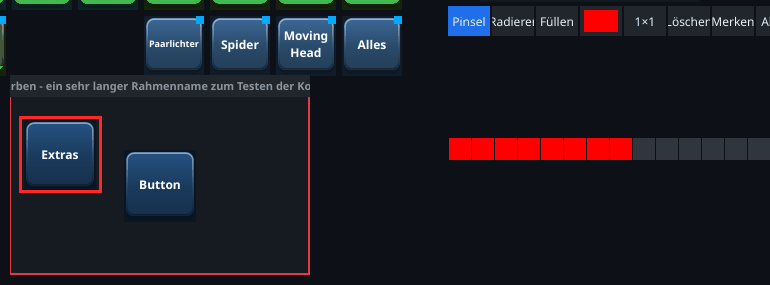 Pinsel Radierer Füllen 1×1 Löschen Merken
Paarlichter Spider Moving Head Alles
rben - ein sehr langer Rahmenname zum Testen der Ko
Extras
Button